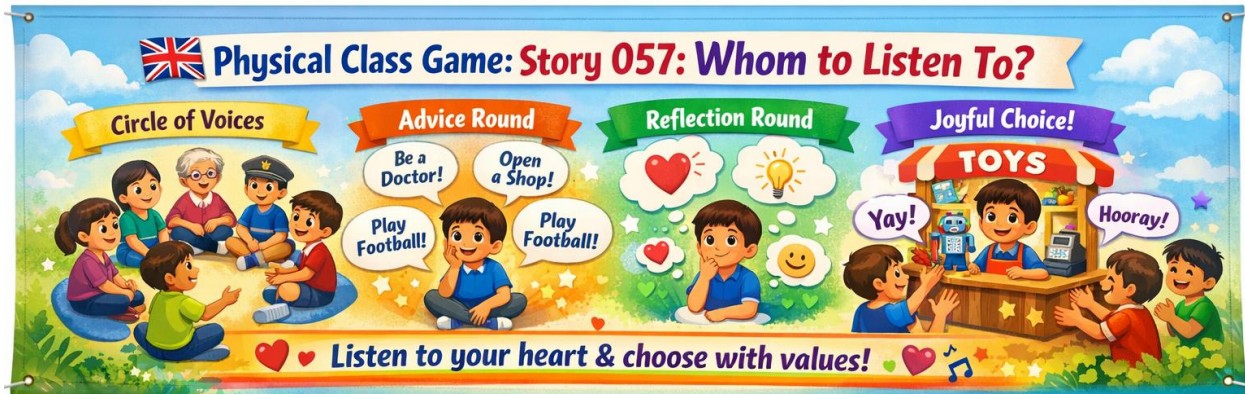 Physical Class Game: Story 057: Whom to Listen To?
Circle of Voices
Advice Round
Be a
Doctor!
Open
a Shop!
Play
Football!
Play
Football!
Reflection Round
Joyful Choice!
TOYS
Yay!
Hooray!
Listen to your heart & choose with values!